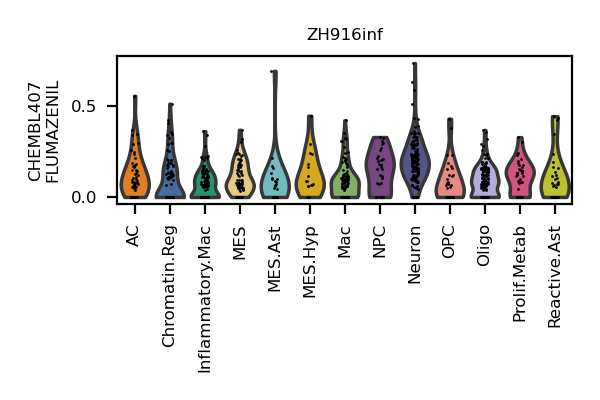 ZH916inf
CHEMBL407
FLUMAZENIL
0.5
0.0
AC
Chromatin.Reg
Inflammatory.Mac
MES
MES.Ast
MES.Hyp
Mac
NPC
Neuron
OPC
Oligo
Prolif.Metab
Reactive.Ast